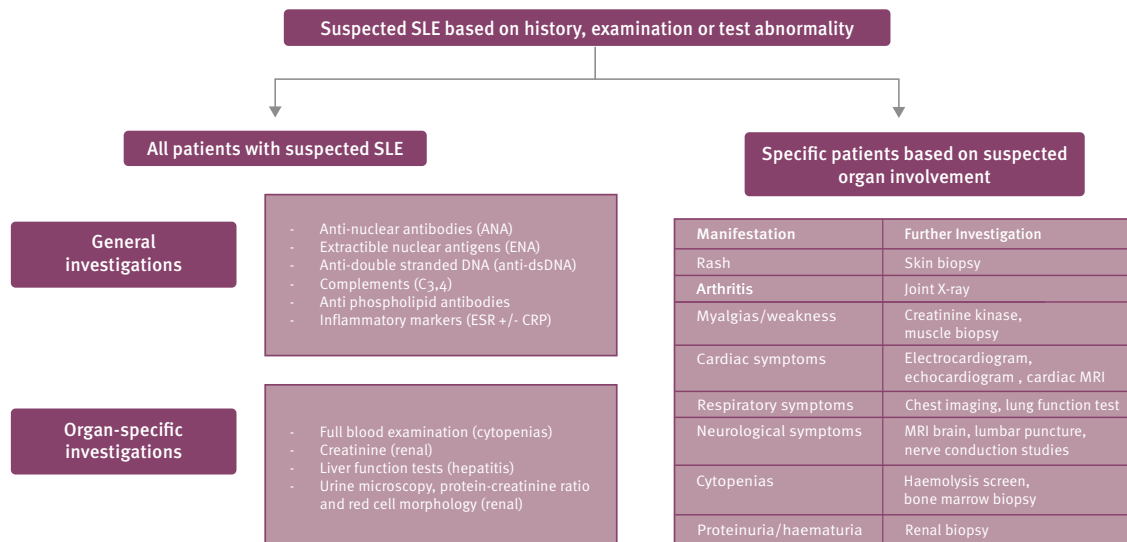 Suspected SLE based on history, examination or test abnormality
All patients with suspected SLE
General
investigations
- Anti-nuclear antibodies (ANA)
- Extractible nuclear antigens (ENA)
- Anti-double stranded DNA (anti-dsDNA)
- Complements (C3,4)
- Anti phospholipid antibodies
- Inflammatory markers (ESR +/- CRP)
Organ-specific
investigations
- Full blood examination (cytopenias)
- Creatinine (renal)
- Liver function tests (hepatitis)
- Urine microscopy, protein-creatinine ratio
and red cell morphology (renal)
Specific patients based on suspected
organ involvement
Manifestation Further Investigation
Rash Skin biopsy
Arthritis Joint X-ray
Myalgias/weakness Creatinine kinase,
muscle biopsy
Cardiac symptoms Electrocardiogram,
echocardiogram , cardiac MRI
Respiratory symptoms Chest imaging, lung function test
Neurological symptoms MRI brain, lumbar puncture,
nerve conduction studies
Cytopenias Haemolysis screen,
bone marrow biopsy
Proteinuria/haematuria Renal biopsy